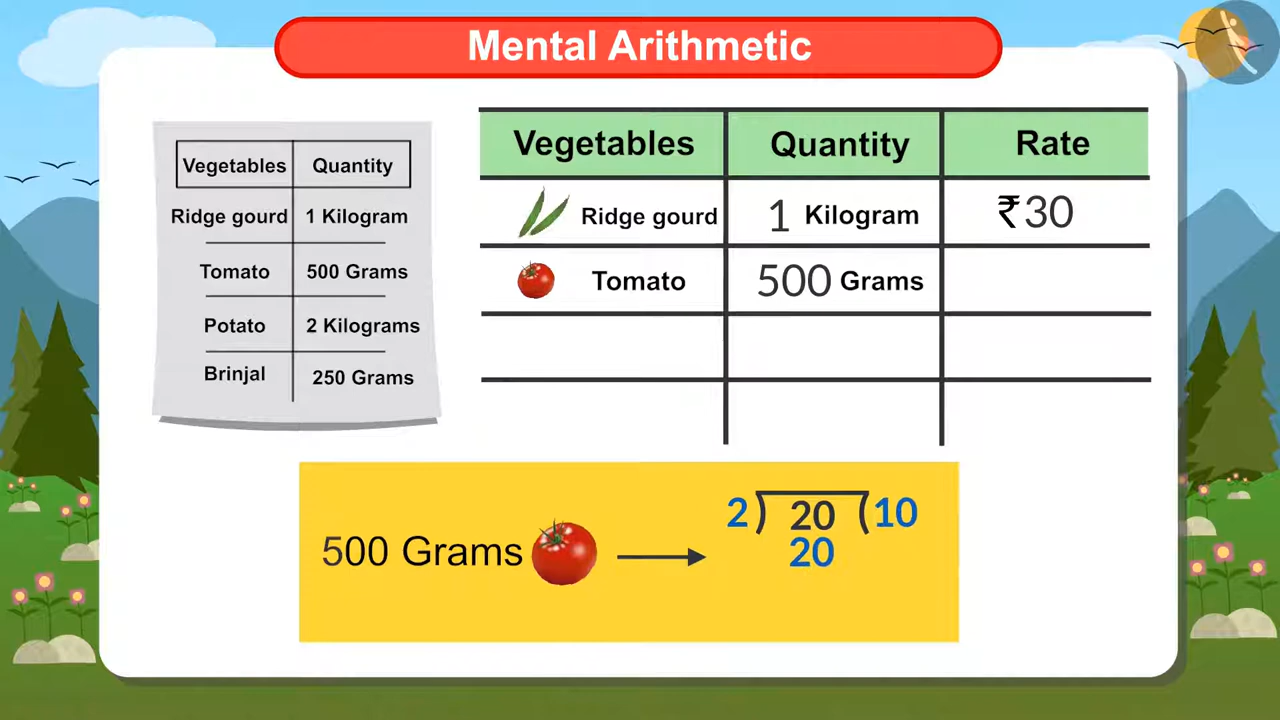 Mental Arithmetic
Vegetables Quantity
Ridge gourd 1 Kilogram
Tomato 500 Grams
Potato 2 Kilograms
Brinjal 250 Grams
Vegetables Quantity Rate
Ridge gourd 1 Kilogram ₹30
Tomato 500 Grams
500 Grams
2) 20 (10
20